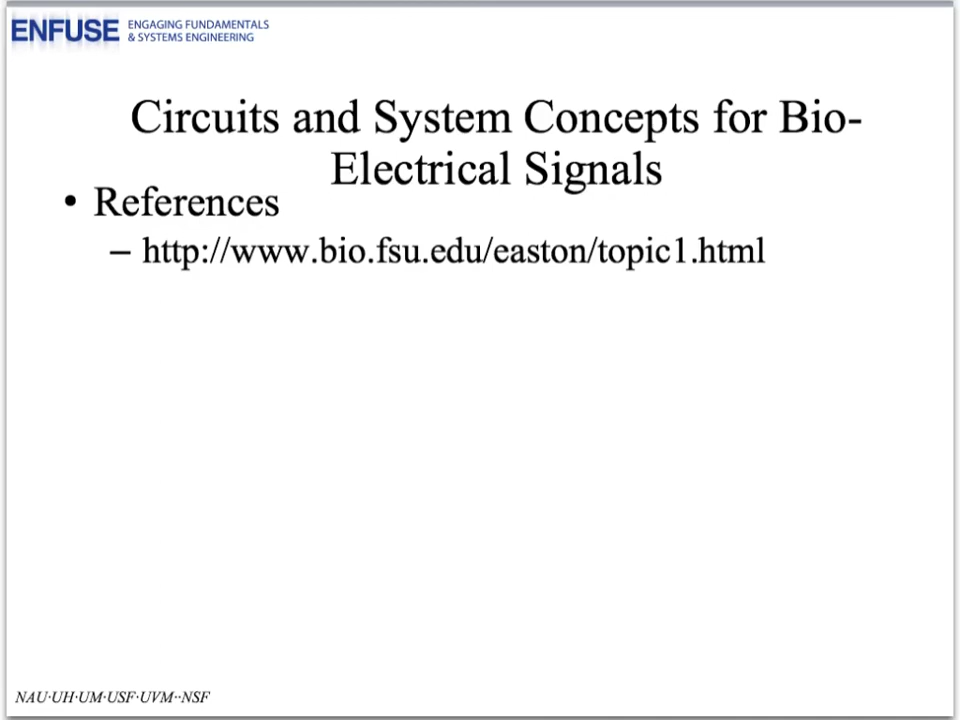 ENFUSE ENGAGING FUNDAMENTALS
& SYSTEMS ENGINEERING
Circuits and System Concepts for Bio-
Electrical Signals
• References
– http://www.bio.fsu.edu/easton/topic1.html
NAU·UH·UM·USF·UVM··NSF